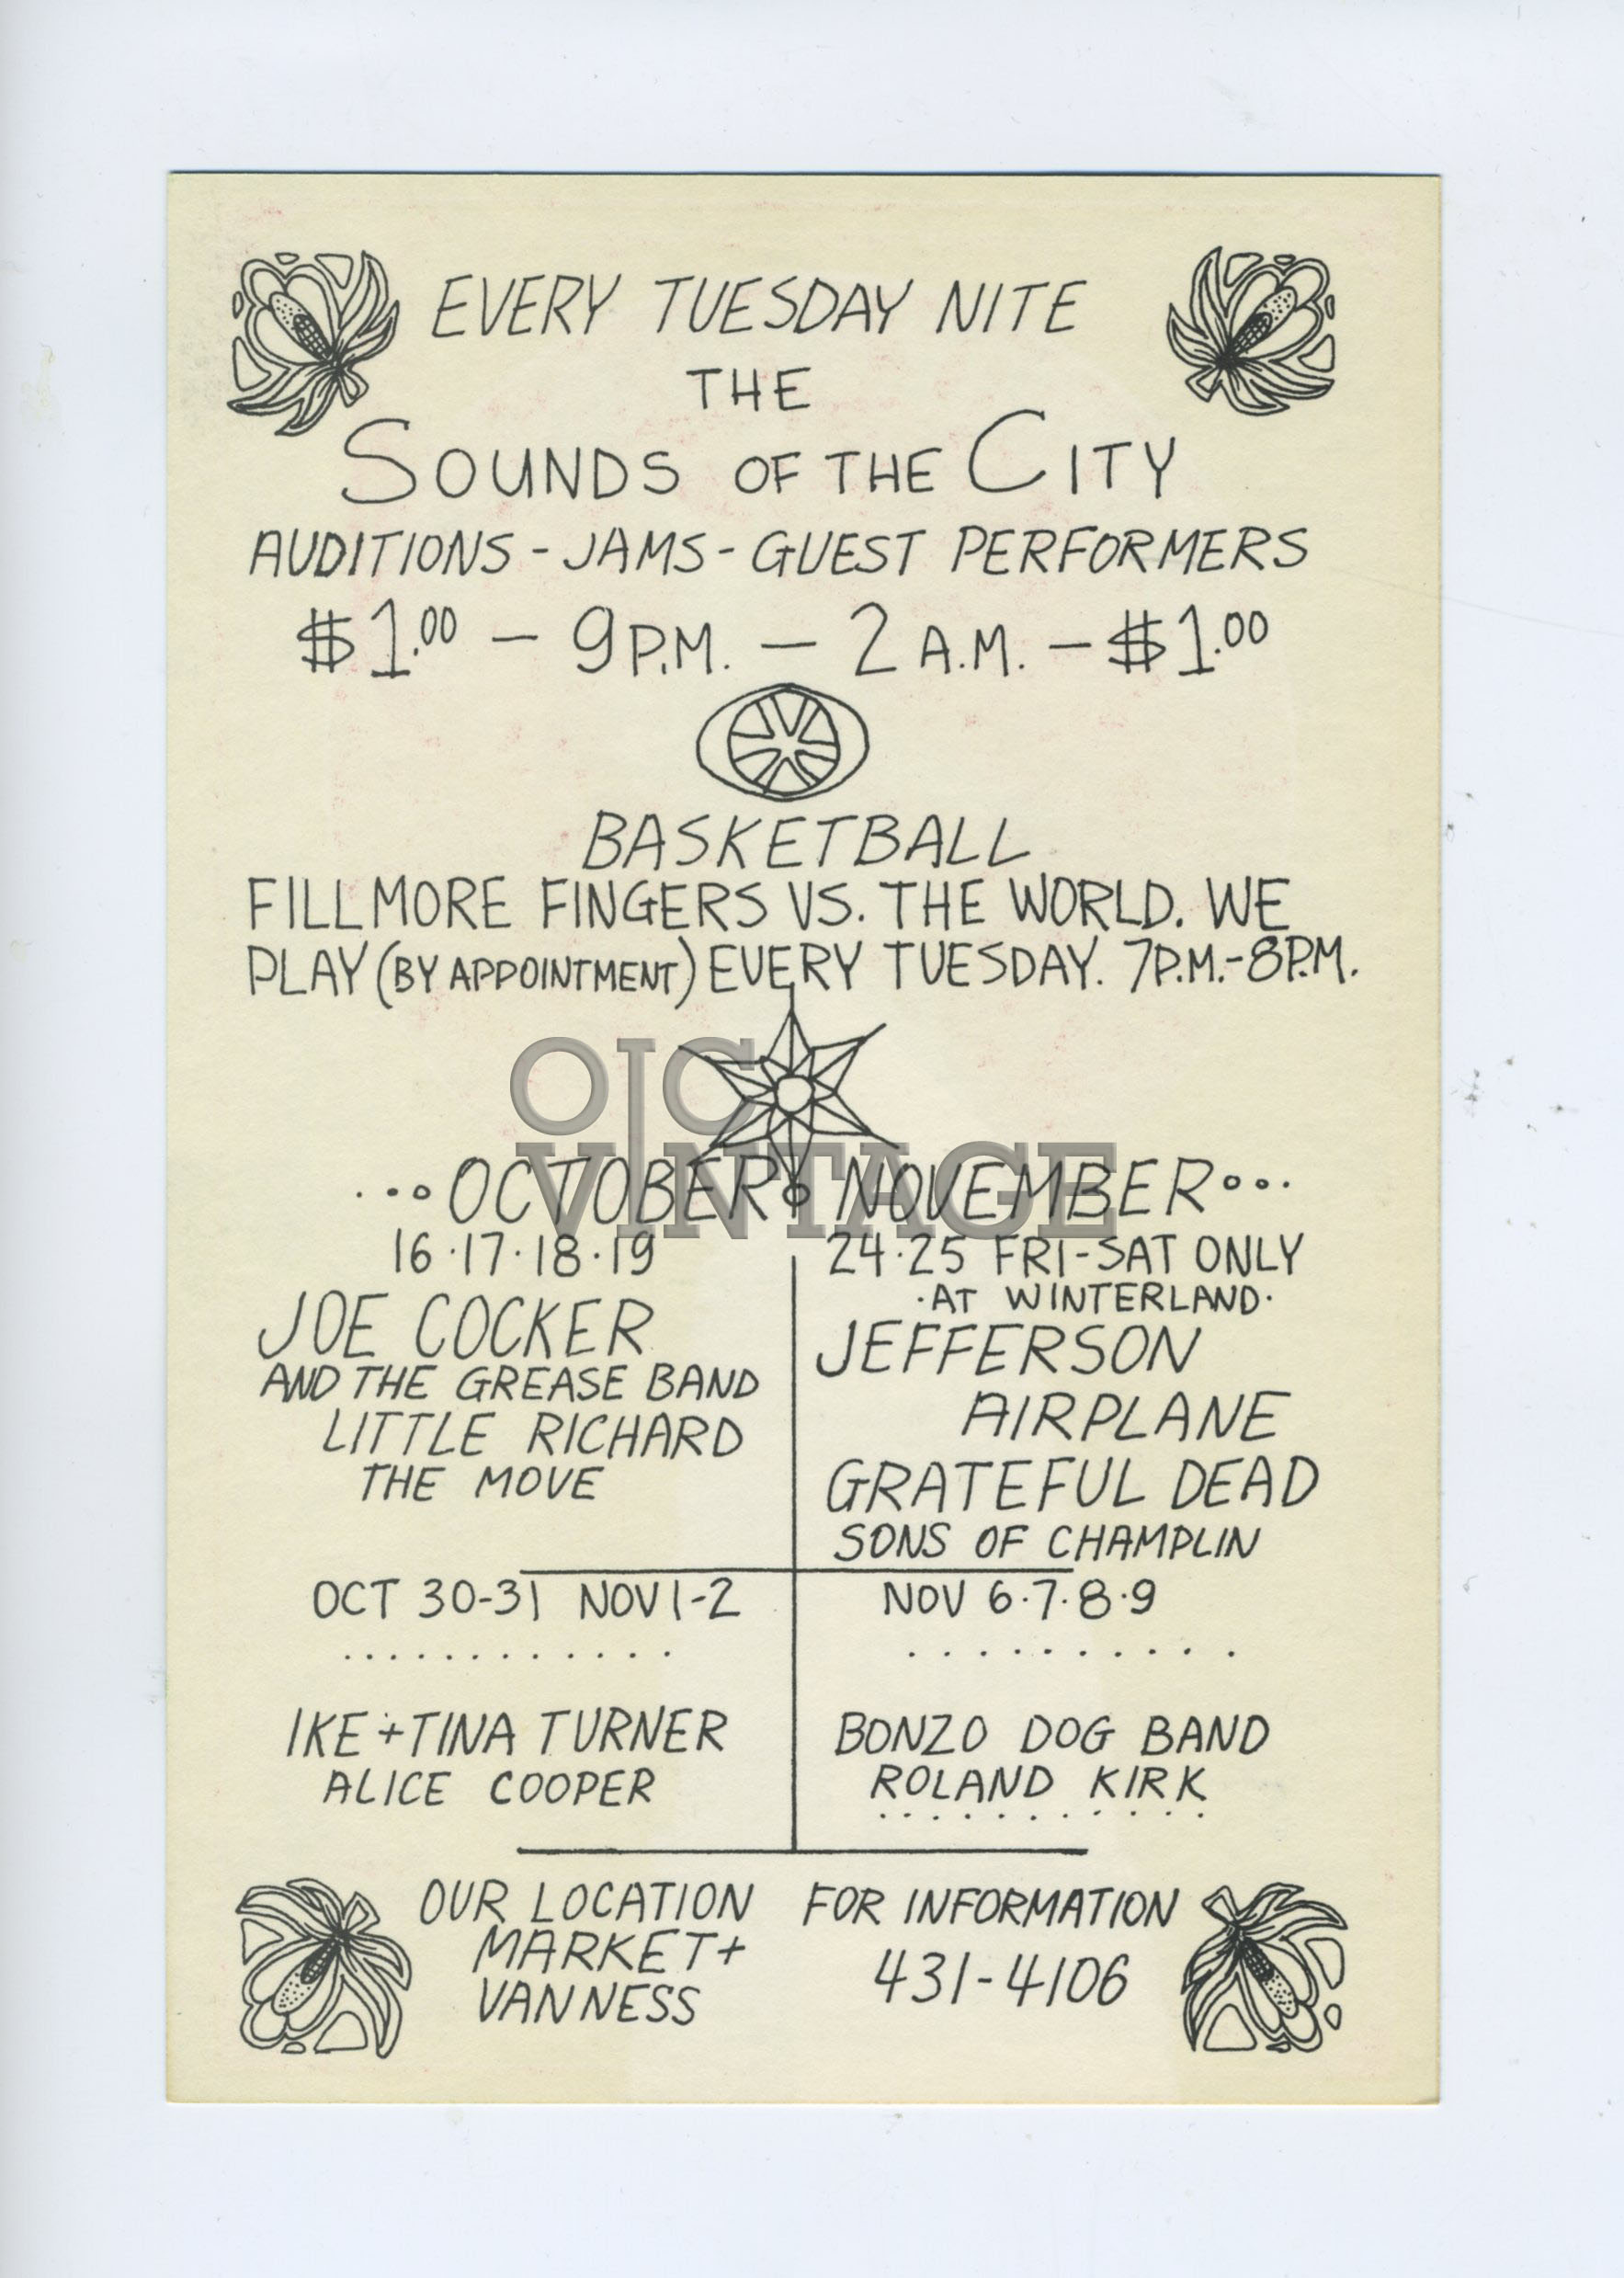 EVERY TUESDAY NITE
THE
SOUNDS OF THE CITY
AUDITIONS - JAMS - GUEST PERFORMERS
$1.00 — 9 P.M. — 2 A.M. — $1.00
BASKETBALL
FILLMORE FINGERS VS. THE WORLD. WE
PLAY (BY APPOINTMENT) EVERY TUESDAY. 7P.M.-8P.M.
OJC
VINTAGE
OCTOBER NOVEMBER
16·17·18·19
JOE COCKER
AND THE GREASE BAND
LITTLE RICHARD
THE MOVE
24·25 FRI-SAT ONLY
·AT WINTERLAND·
JEFFERSON
AIRPLANE
GRATEFUL DEAD
SONS OF CHAMPLIN
OCT 30-31 NOV 1-2
IKE + TINA TURNER
ALICE COOPER
NOV 6·7·8·9
BONZO DOG BAND
ROLAND KIRK
OUR LOCATION
MARKET +
VAN NESS
FOR INFORMATION
431-4106